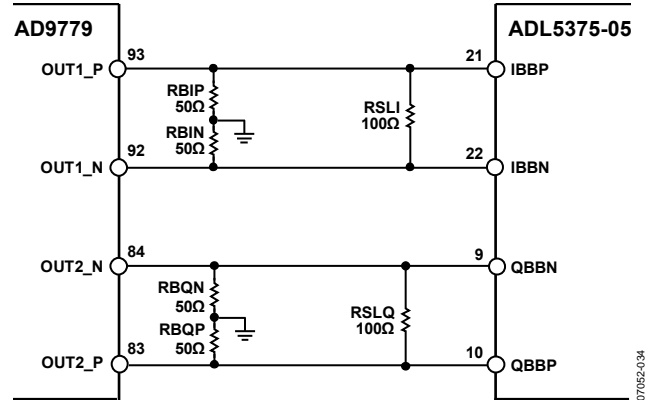 AD9779
ADL5375-05
OUT1_P
93
21
IBBP
RBIP
50Ω
RBIN
50Ω
RSLI
100Ω
OUT1_N
92
22
IBBN
OUT2_N
84
9
QBBN
RBQN
50Ω
RBQP
50Ω
RSLQ
100Ω
OUT2_P
83
10
QBBP
07052-034